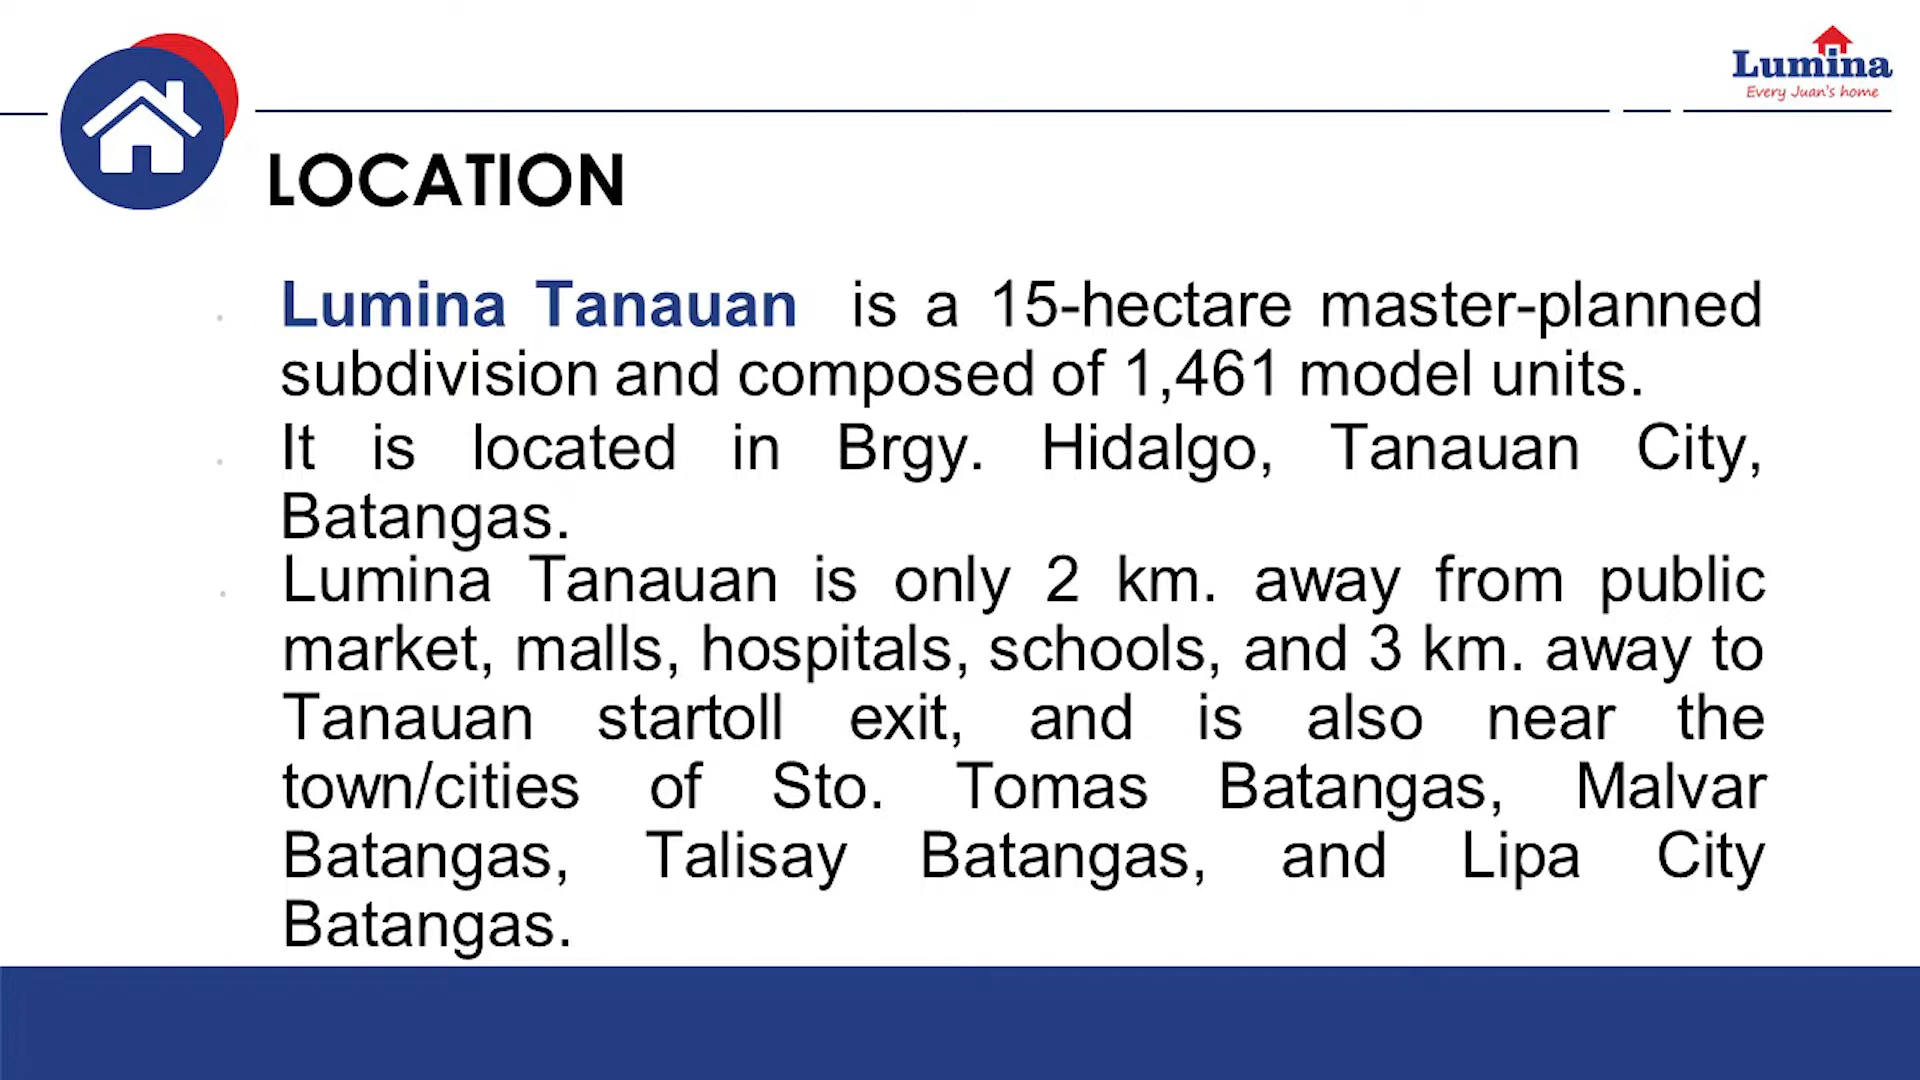 Lumina
Every Juan's home
LOCATION
Lumina Tanauan is a 15-hectare master-planned
subdivision and composed of 1,461 model units.
It is located in Brgy. Hidalgo, Tanauan City,
Batangas.
Lumina Tanauan is only 2 km. away from public
market, malls, hospitals, schools, and 3 km. away to
Tanauan startoll exit, and is also near the
town/cities of Sto. Tomas Batangas, Malvar
Batangas, Talisay Batangas, and Lipa City
Batangas.